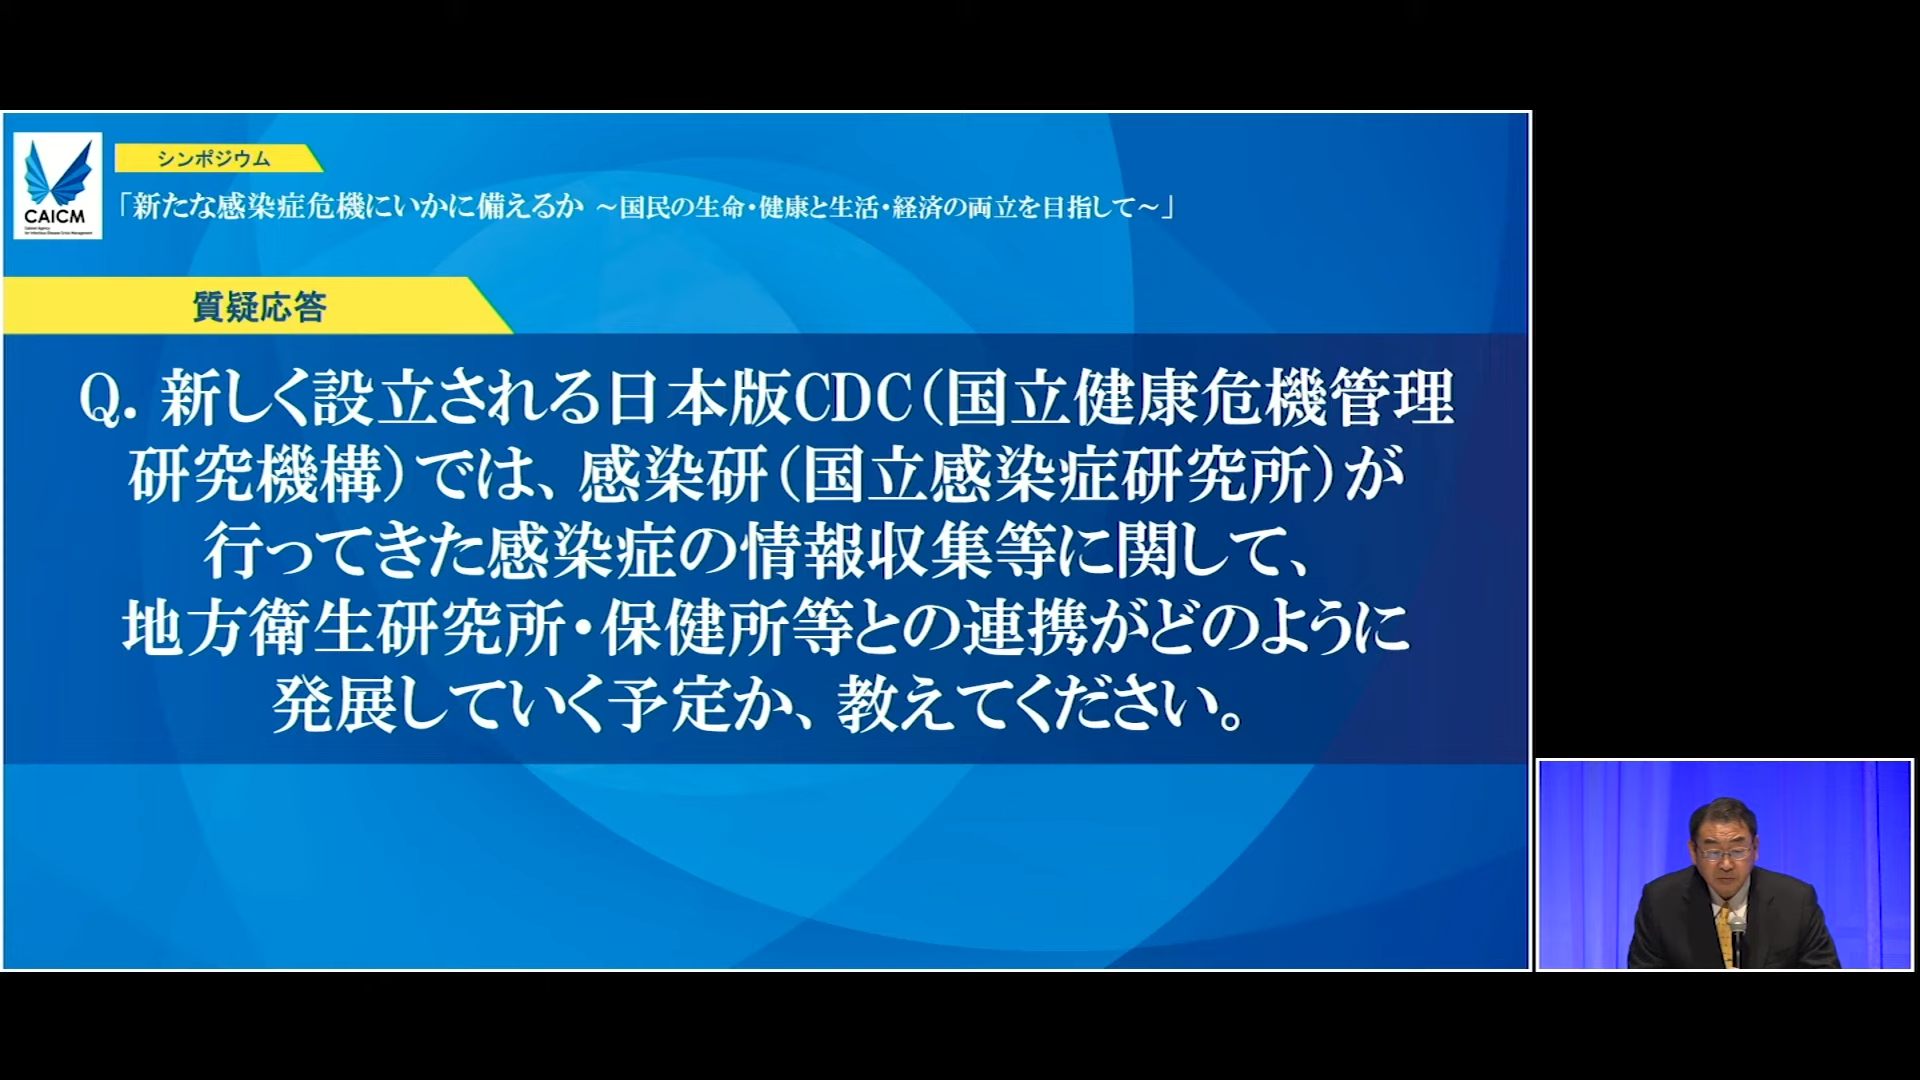 CAICM
Cabinet Agency
for Infectious Disease Crisis Management
シンポジウム
「新たな感染症危機にいかに備えるか ～国民の生命・健康と生活・経済の両立を目指して～」
質疑応答
Q. 新しく設立される日本版CDC（国立健康危機管理
研究機構）では、感染研（国立感染症研究所）が
行ってきた感染症の情報収集等に関して、
地方衛生研究所・保健所等との連携がどのように
発展していく予定か、教えてください。